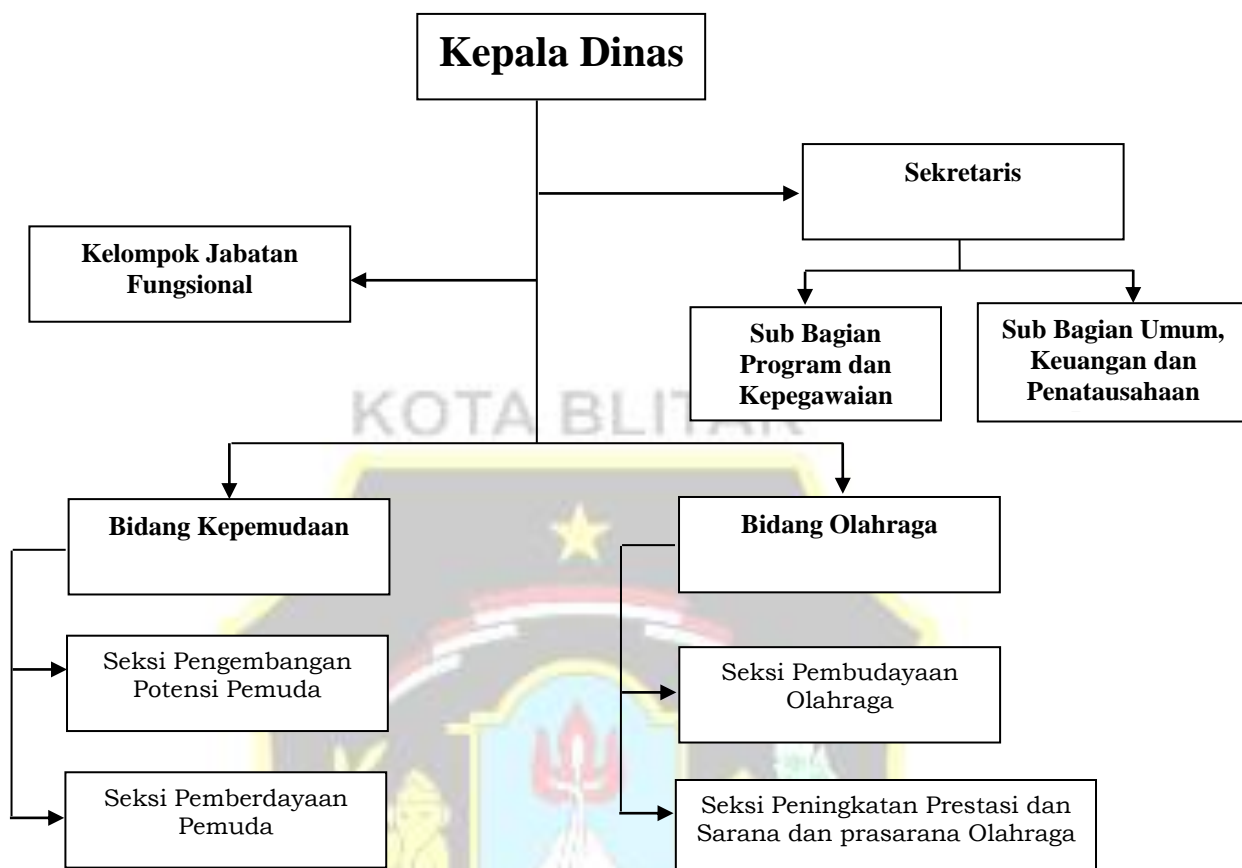 Kepala Dinas
Sekretaris
Kelompok Jabatan
Fungsional
Sub Bagian
Program dan
Kepegawaian
Sub Bagian Umum,
Keuangan dan
Penatausahaan
KOTA BLITAR
Bidang Kepemudaan
Bidang Olahraga
Seksi Pengembangan
Potensi Pemuda
Seksi Pembudayaan
Olahraga
Seksi Pemberdayaan
Pemuda
Seksi Peningkatan Prestasi dan
Sarana dan prasarana Olahraga